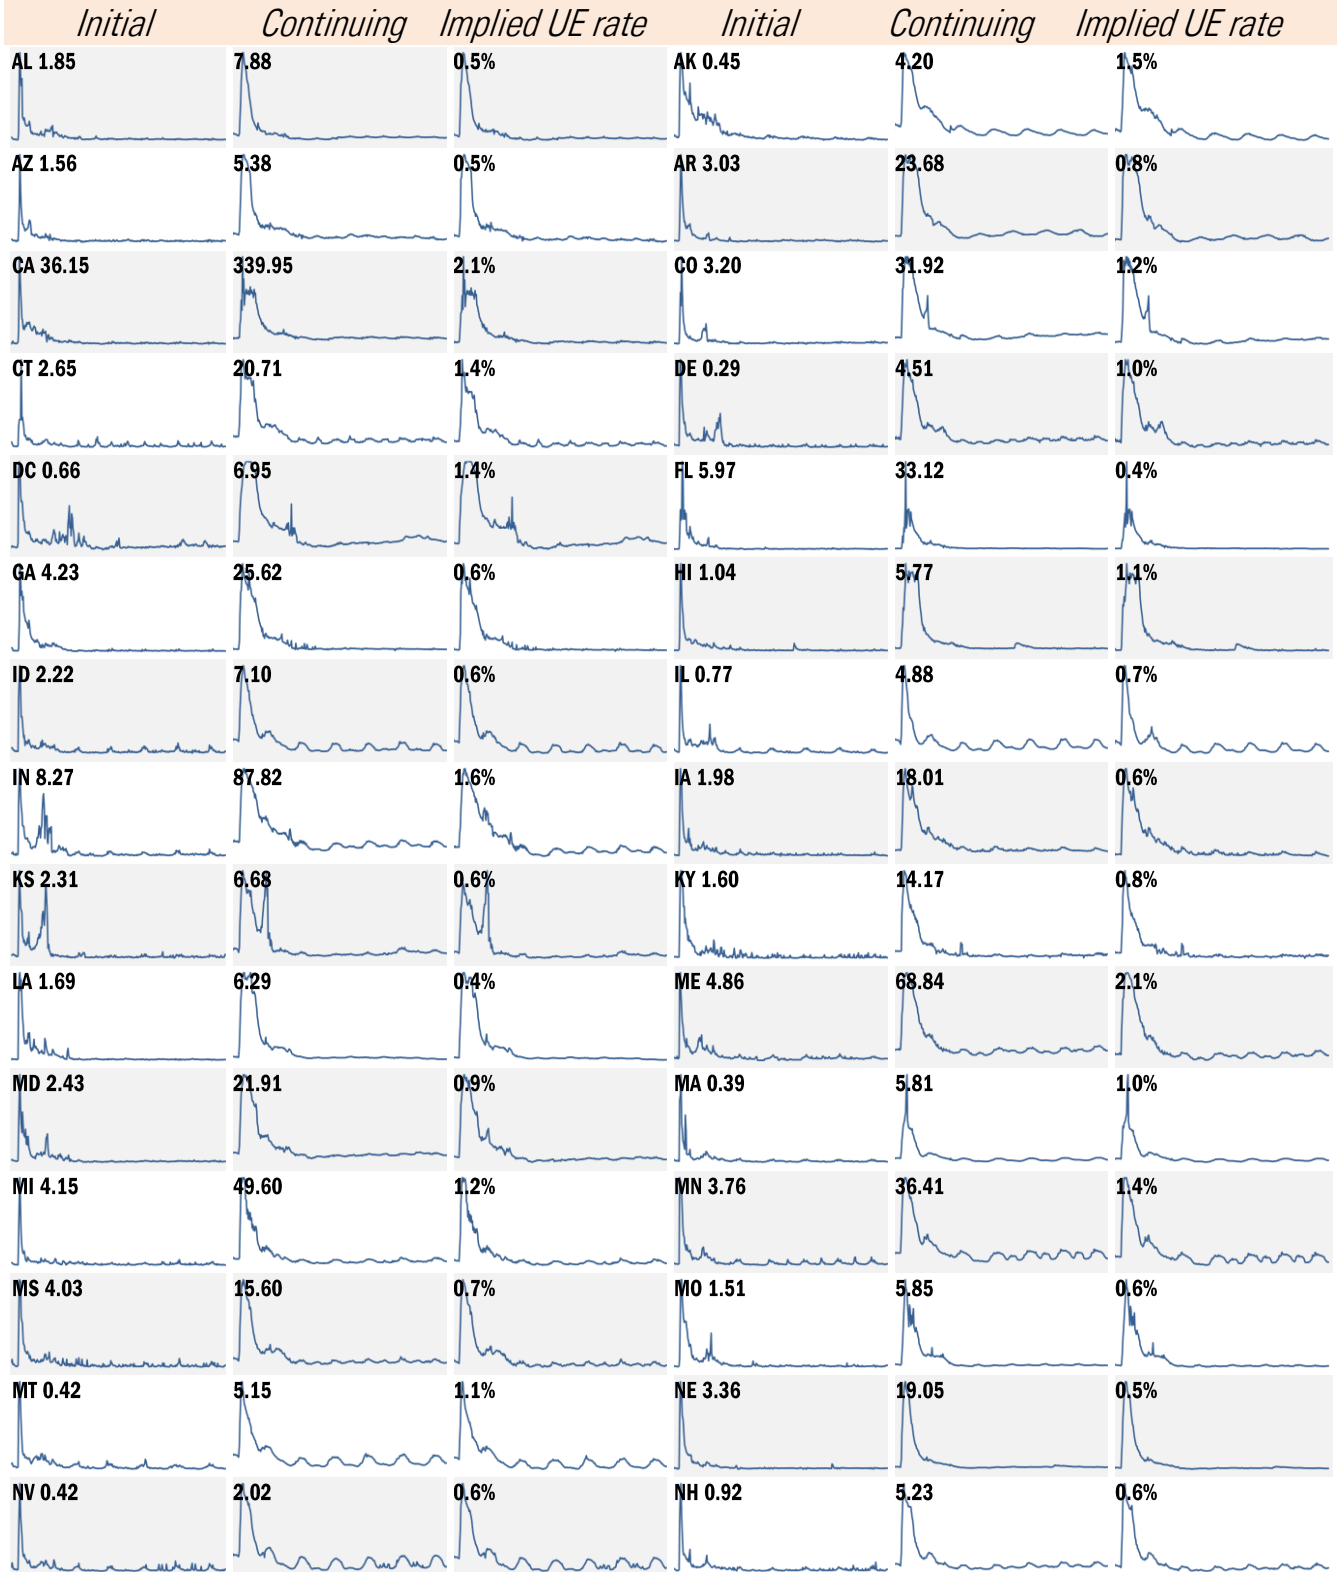 Initial Continuing Implied UE rate Initial Continuing Implied UE rate
AL 1.85 7.88 0.5% AK 0.45 4.20 1.5%
AZ 1.56 5.38 0.5% AR 3.03 23.68 0.8%
CA 36.15 339.95 2.1% CO 3.20 31.92 1.2%
CT 2.65 20.71 1.4% DE 0.29 4.51 1.0%
DC 0.66 6.95 1.4% FL 5.97 33.12 0.4%
GA 4.23 25.62 0.6% HI 1.04 5.77 1.1%
ID 2.22 7.10 0.6% IL 0.77 4.88 0.7%
IN 8.27 87.82 1.6% IA 1.98 18.01 0.6%
KS 2.31 6.68 0.6% KY 1.60 14.17 0.8%
LA 1.69 6.29 0.4% ME 4.86 68.84 2.1%
MD 2.43 21.91 0.9% MA 0.39 5.81 1.0%
MI 4.15 49.60 1.2% MN 3.76 36.41 1.4%
MS 4.03 15.60 0.7% MO 1.51 5.85 0.6%
MT 0.42 5.15 1.1% NE 3.36 19.05 0.5%
NV 0.42 2.02 0.6% NH 0.92 5.23 0.6%